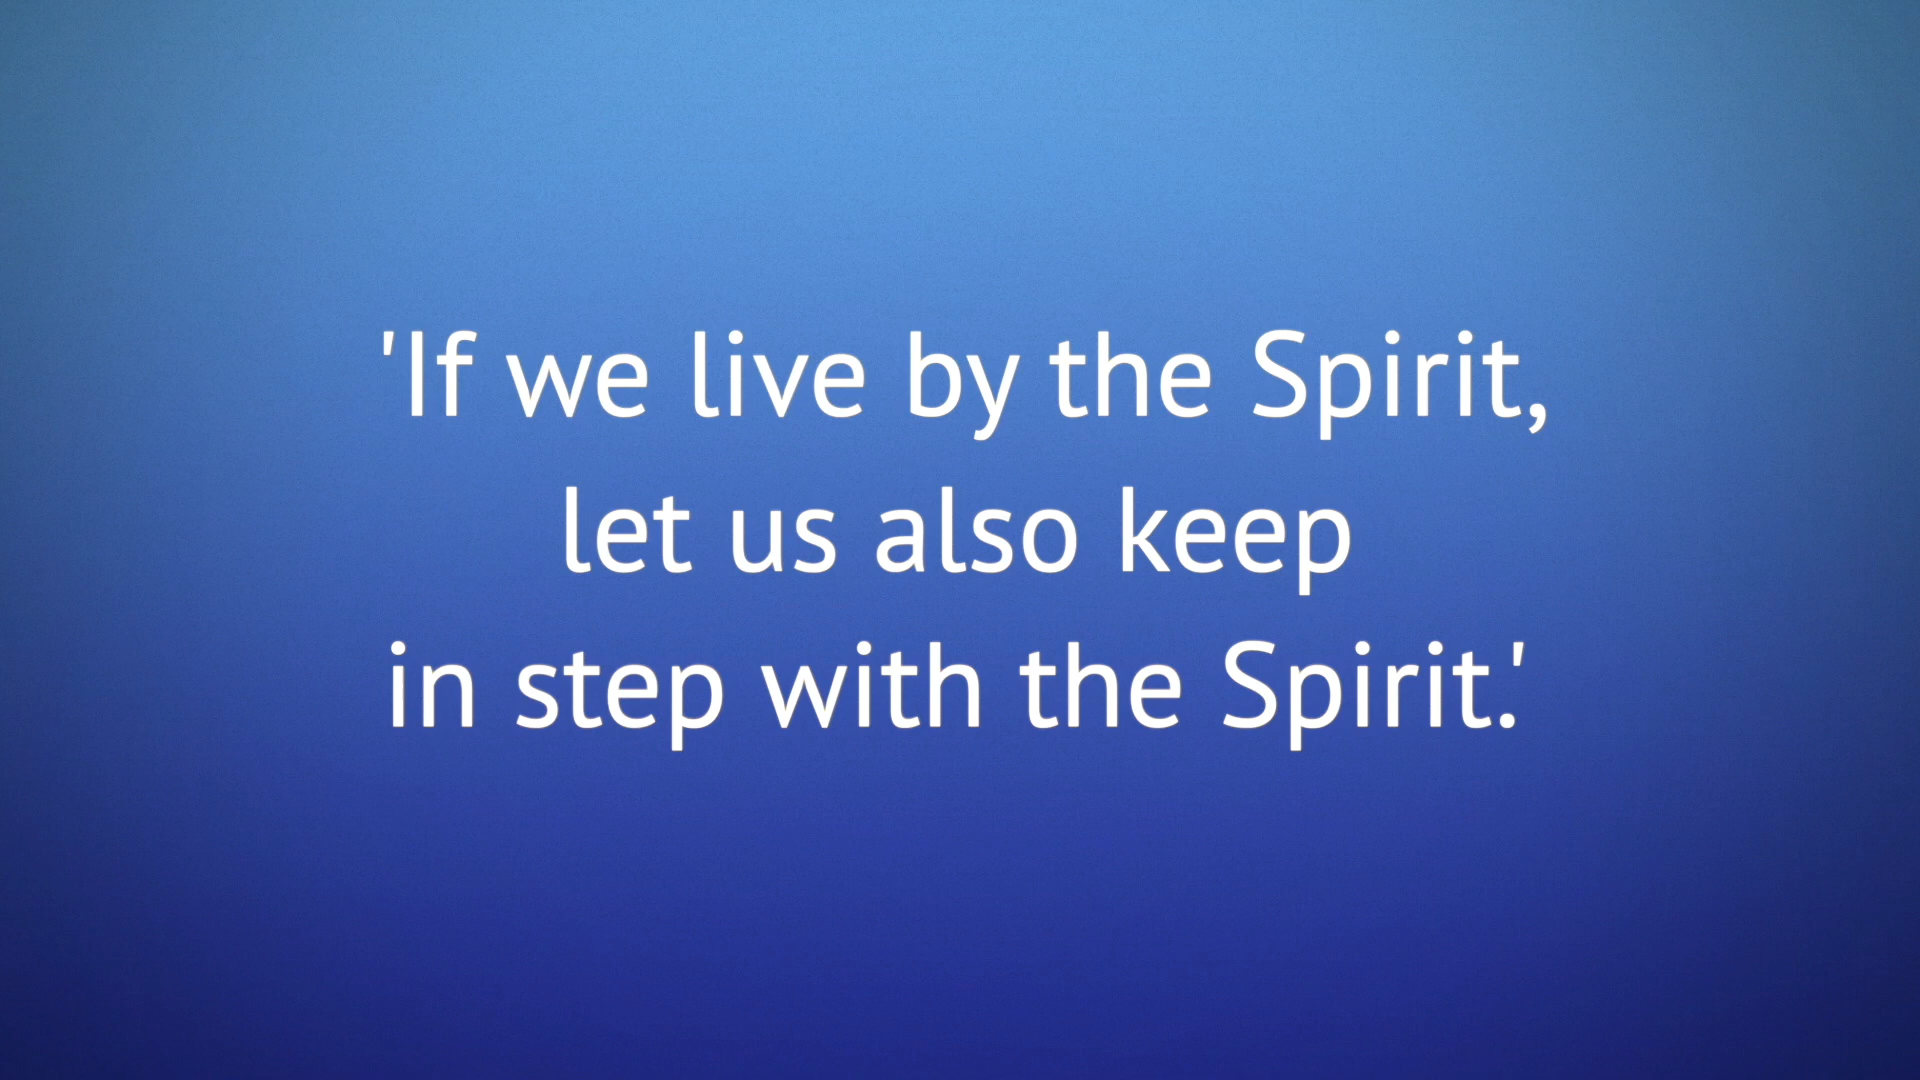 'If we live by the Spirit,
let us also keep
in step with the Spirit.'